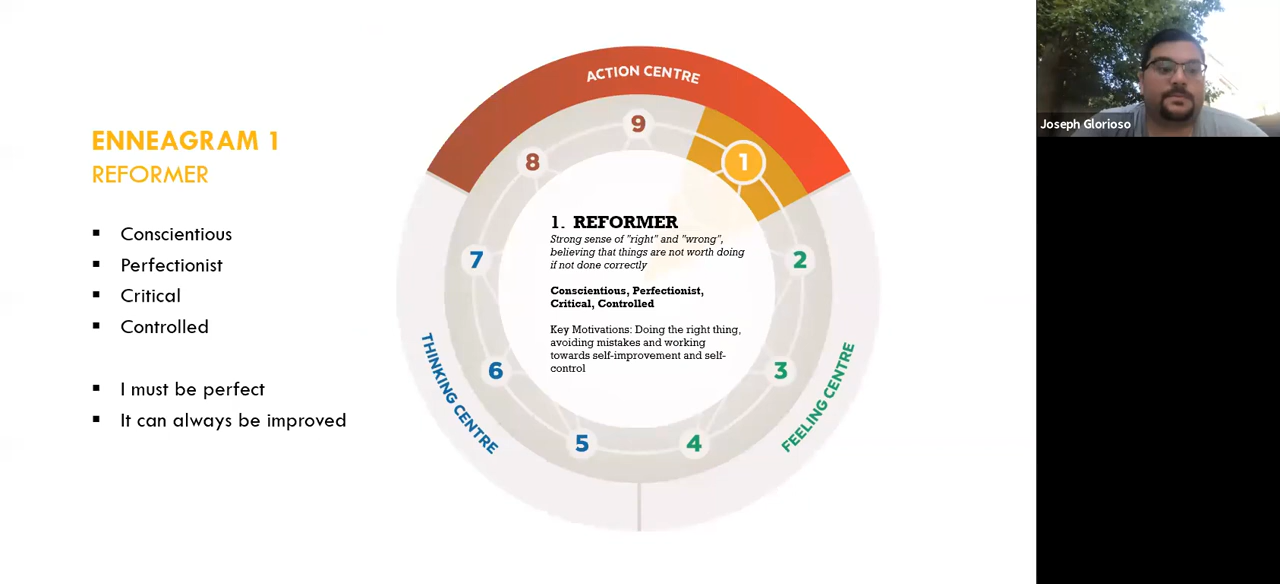 ENNEAGRAM 1
REFORMER
▪ Conscientious
▪ Perfectionist
▪ Critical
▪ Controlled
▪ I must be perfect
▪ It can always be improved
ACTION CENTRE
9
8
1
7
2
6
3
5
4
THINKING CENTRE
FEELING CENTRE
1. REFORMER
Strong sense of "right" and "wrong",
believing that things are not worth doing
if not done correctly
Conscientious, Perfectionist,
Critical, Controlled
Key Motivations: Doing the right thing,
avoiding mistakes and working
towards self-improvement and self-
control
Joseph Glorioso